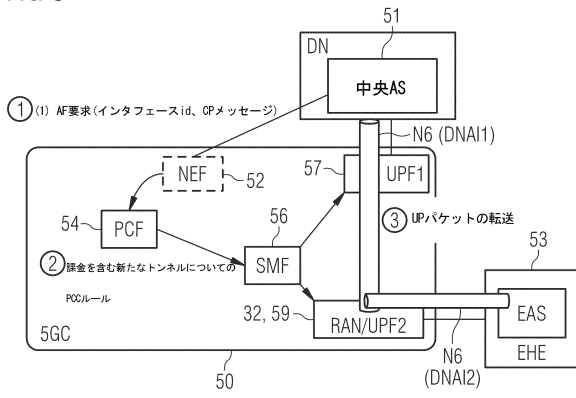 51
DN
中央AS
① (1) AF要求(インタフェースid、CPメッセージ)
N6 (DNAI1)
NEF
52
57
UPF1
54
PCF
56
③ UPパケットの転送
② 課金を含む新たなトンネルについての
PCCルール
SMF
53
32, 59
RAN/UPF2
EAS
5GC
N6
(DNAI2)
EHE
50